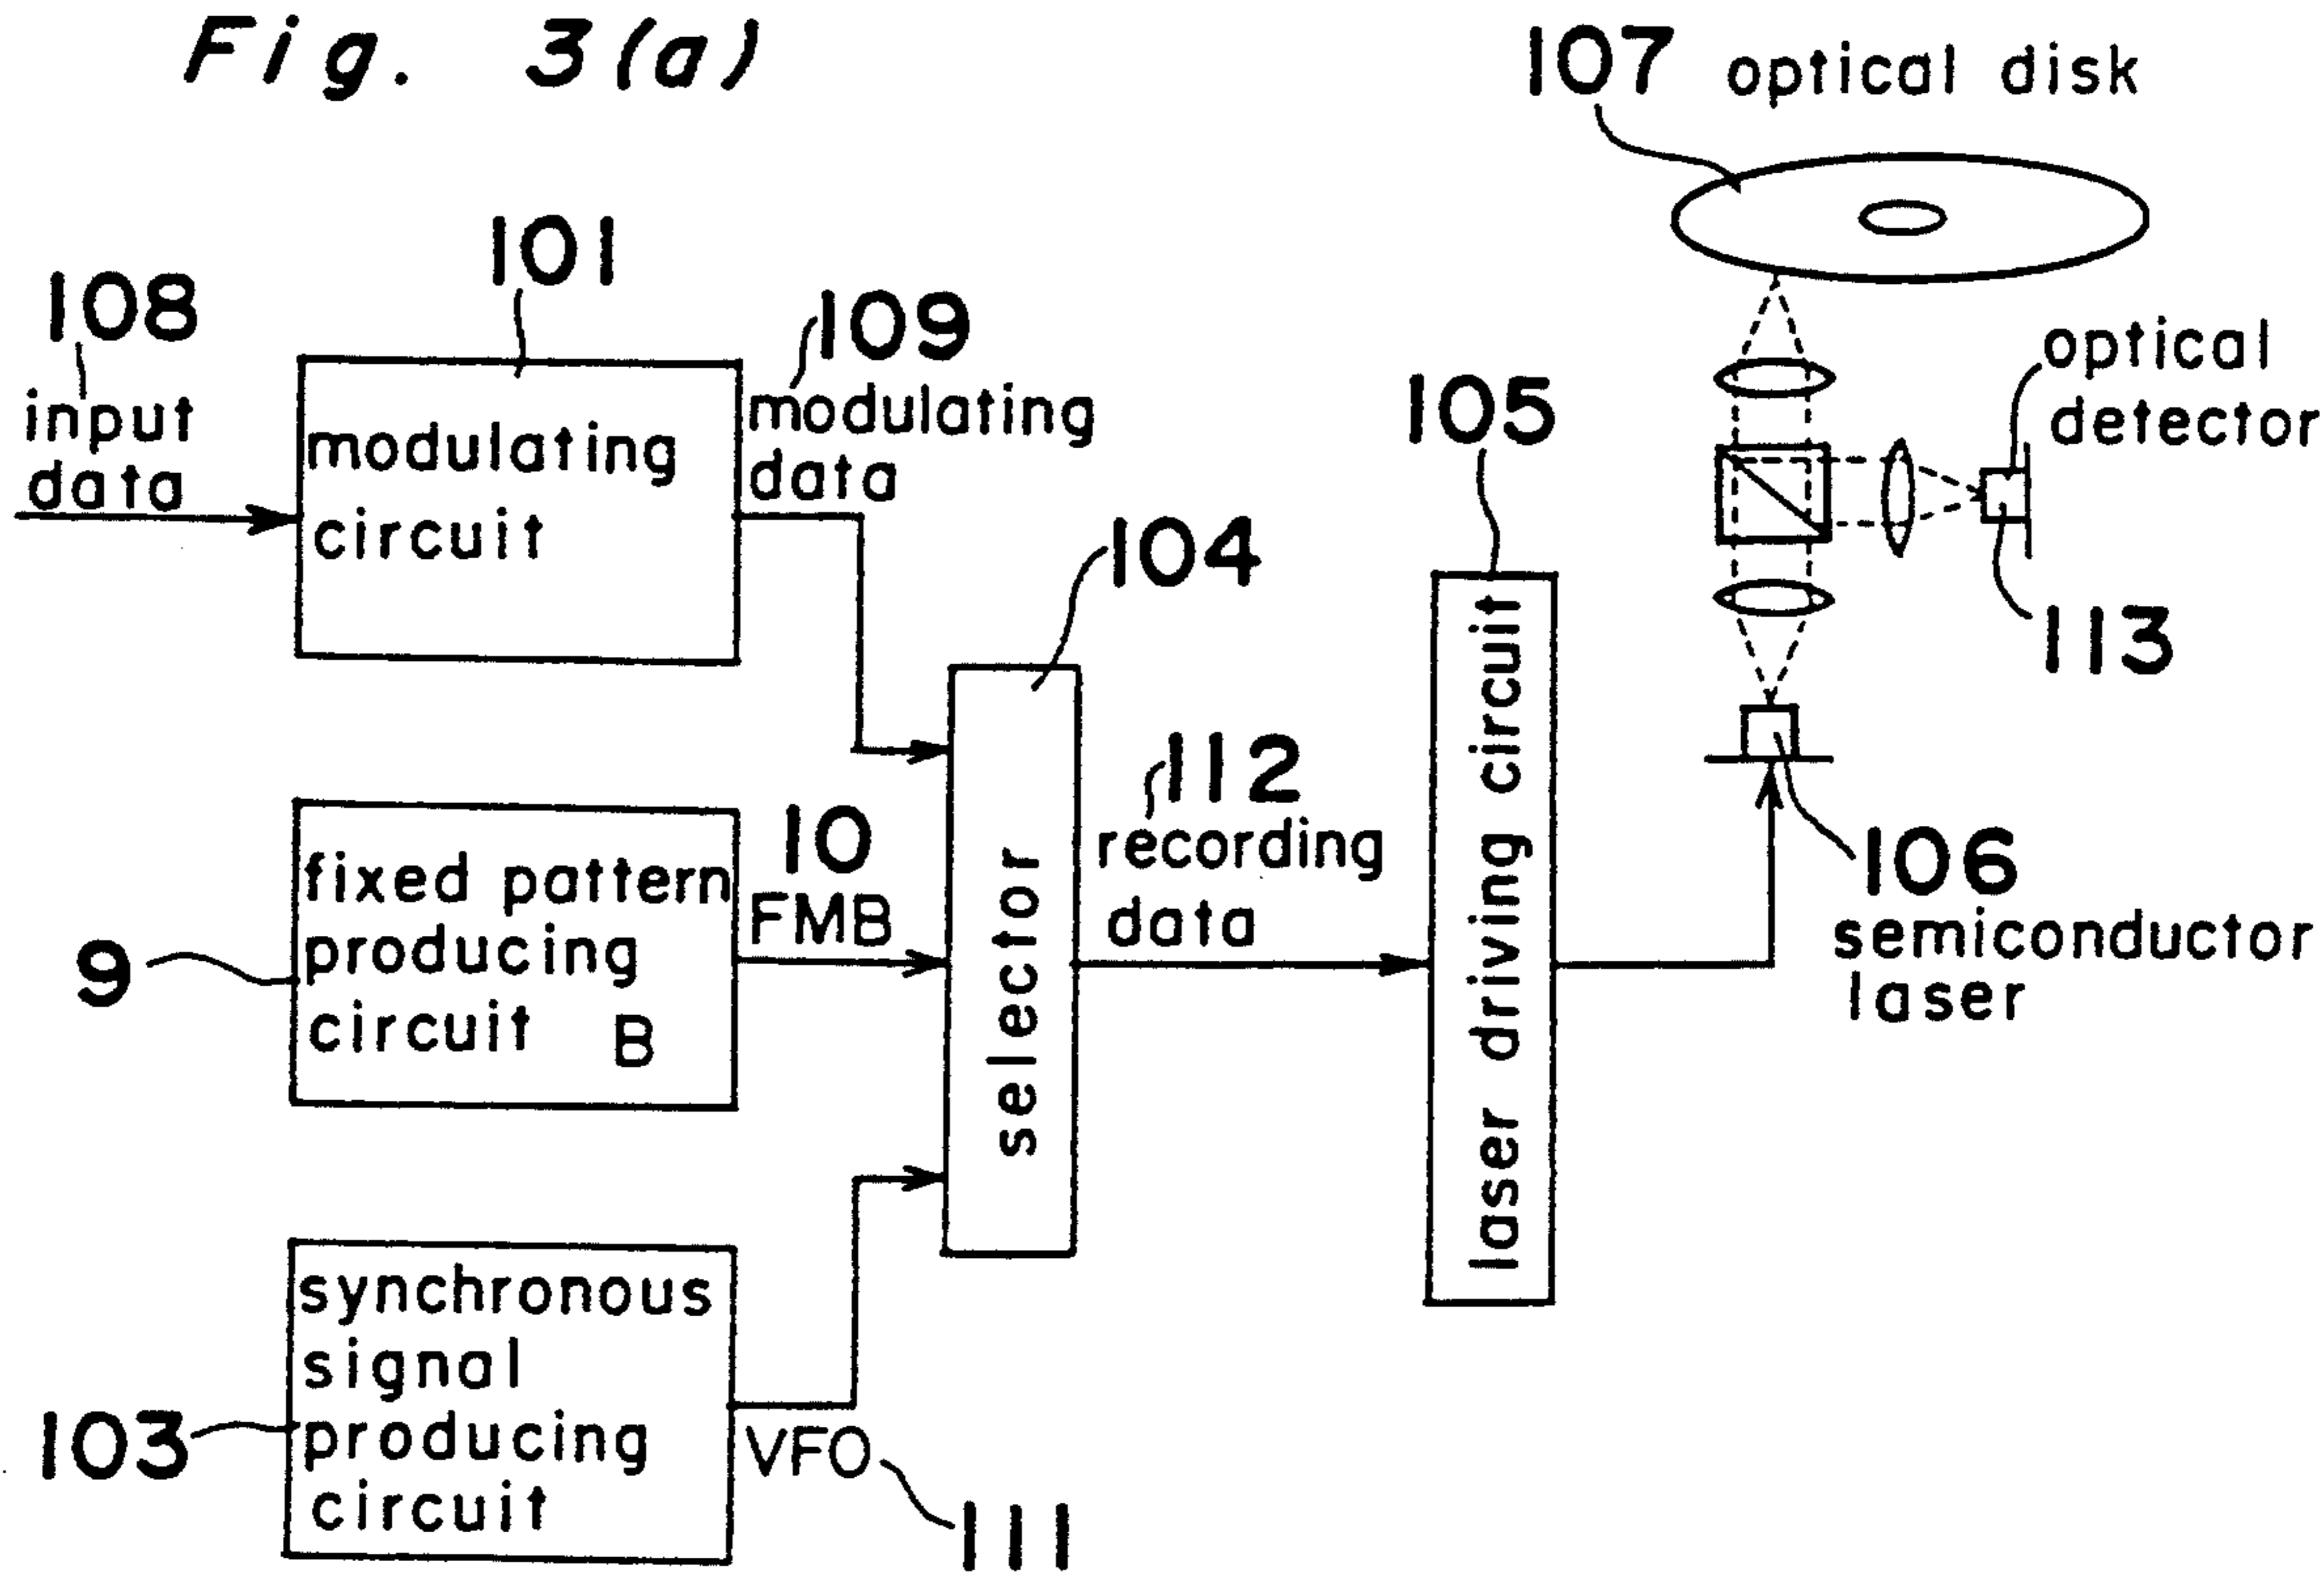 Fig. 3(a)
107 optical disk
101
108
input
data
modulating
circuit
109
modulating
data
105
optical
detector
104
113
112
recording
data
10
FMB
fixed pattern
producing
circuit B
9
selector
laser driving circuit
106
semiconductor
laser
synchronous
signal
producing
circuit
103
VFO
111